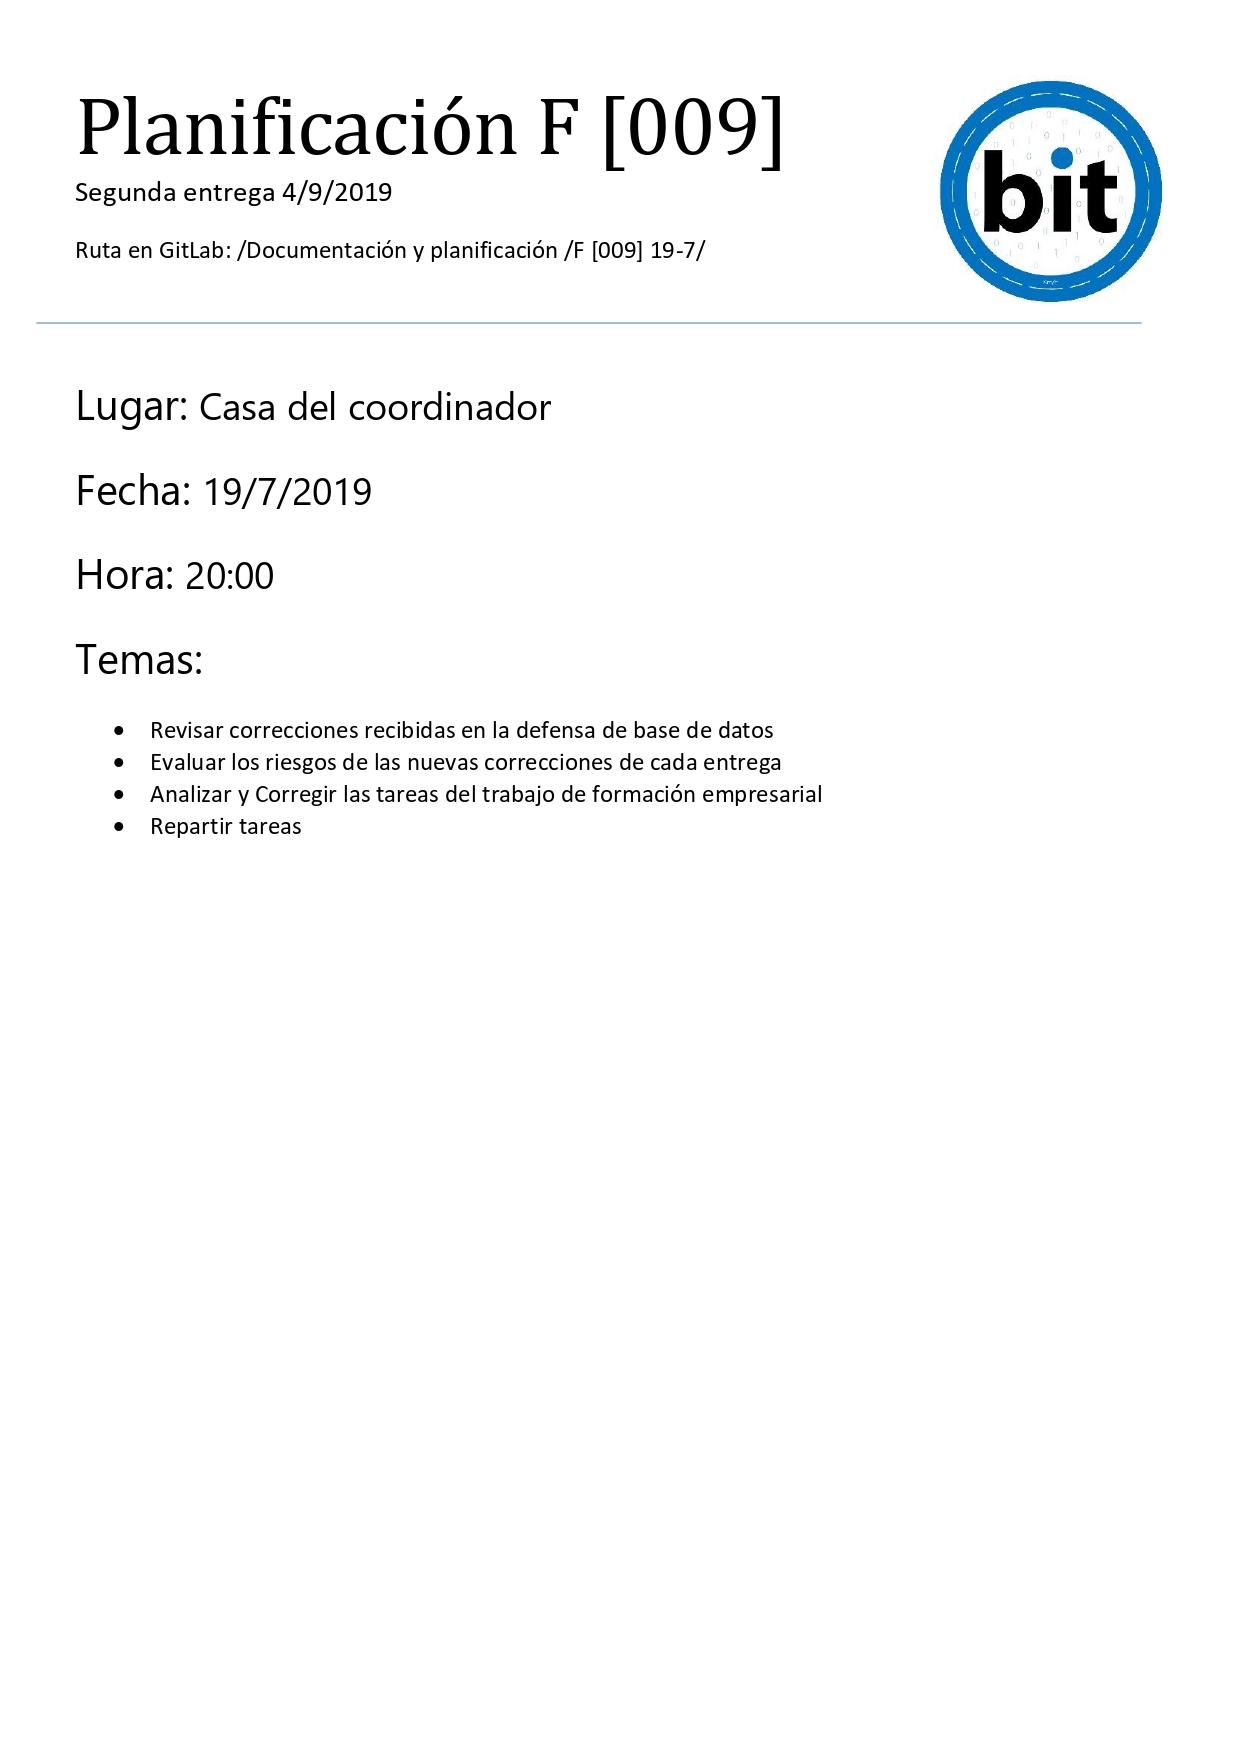 Planificación F [009]
Segunda entrega 4/9/2019
Ruta en GitLab: /Documentación y planificación /F [009] 19-7/
bit
Lugar: Casa del coordinador
Fecha: 19/7/2019
Hora: 20:00
Temas:
• Revisar correcciones recibidas en la defensa de base de datos
• Evaluar los riesgos de las nuevas correcciones de cada entrega
• Analizar y Corregir las tareas del trabajo de formación empresarial
• Repartir tareas